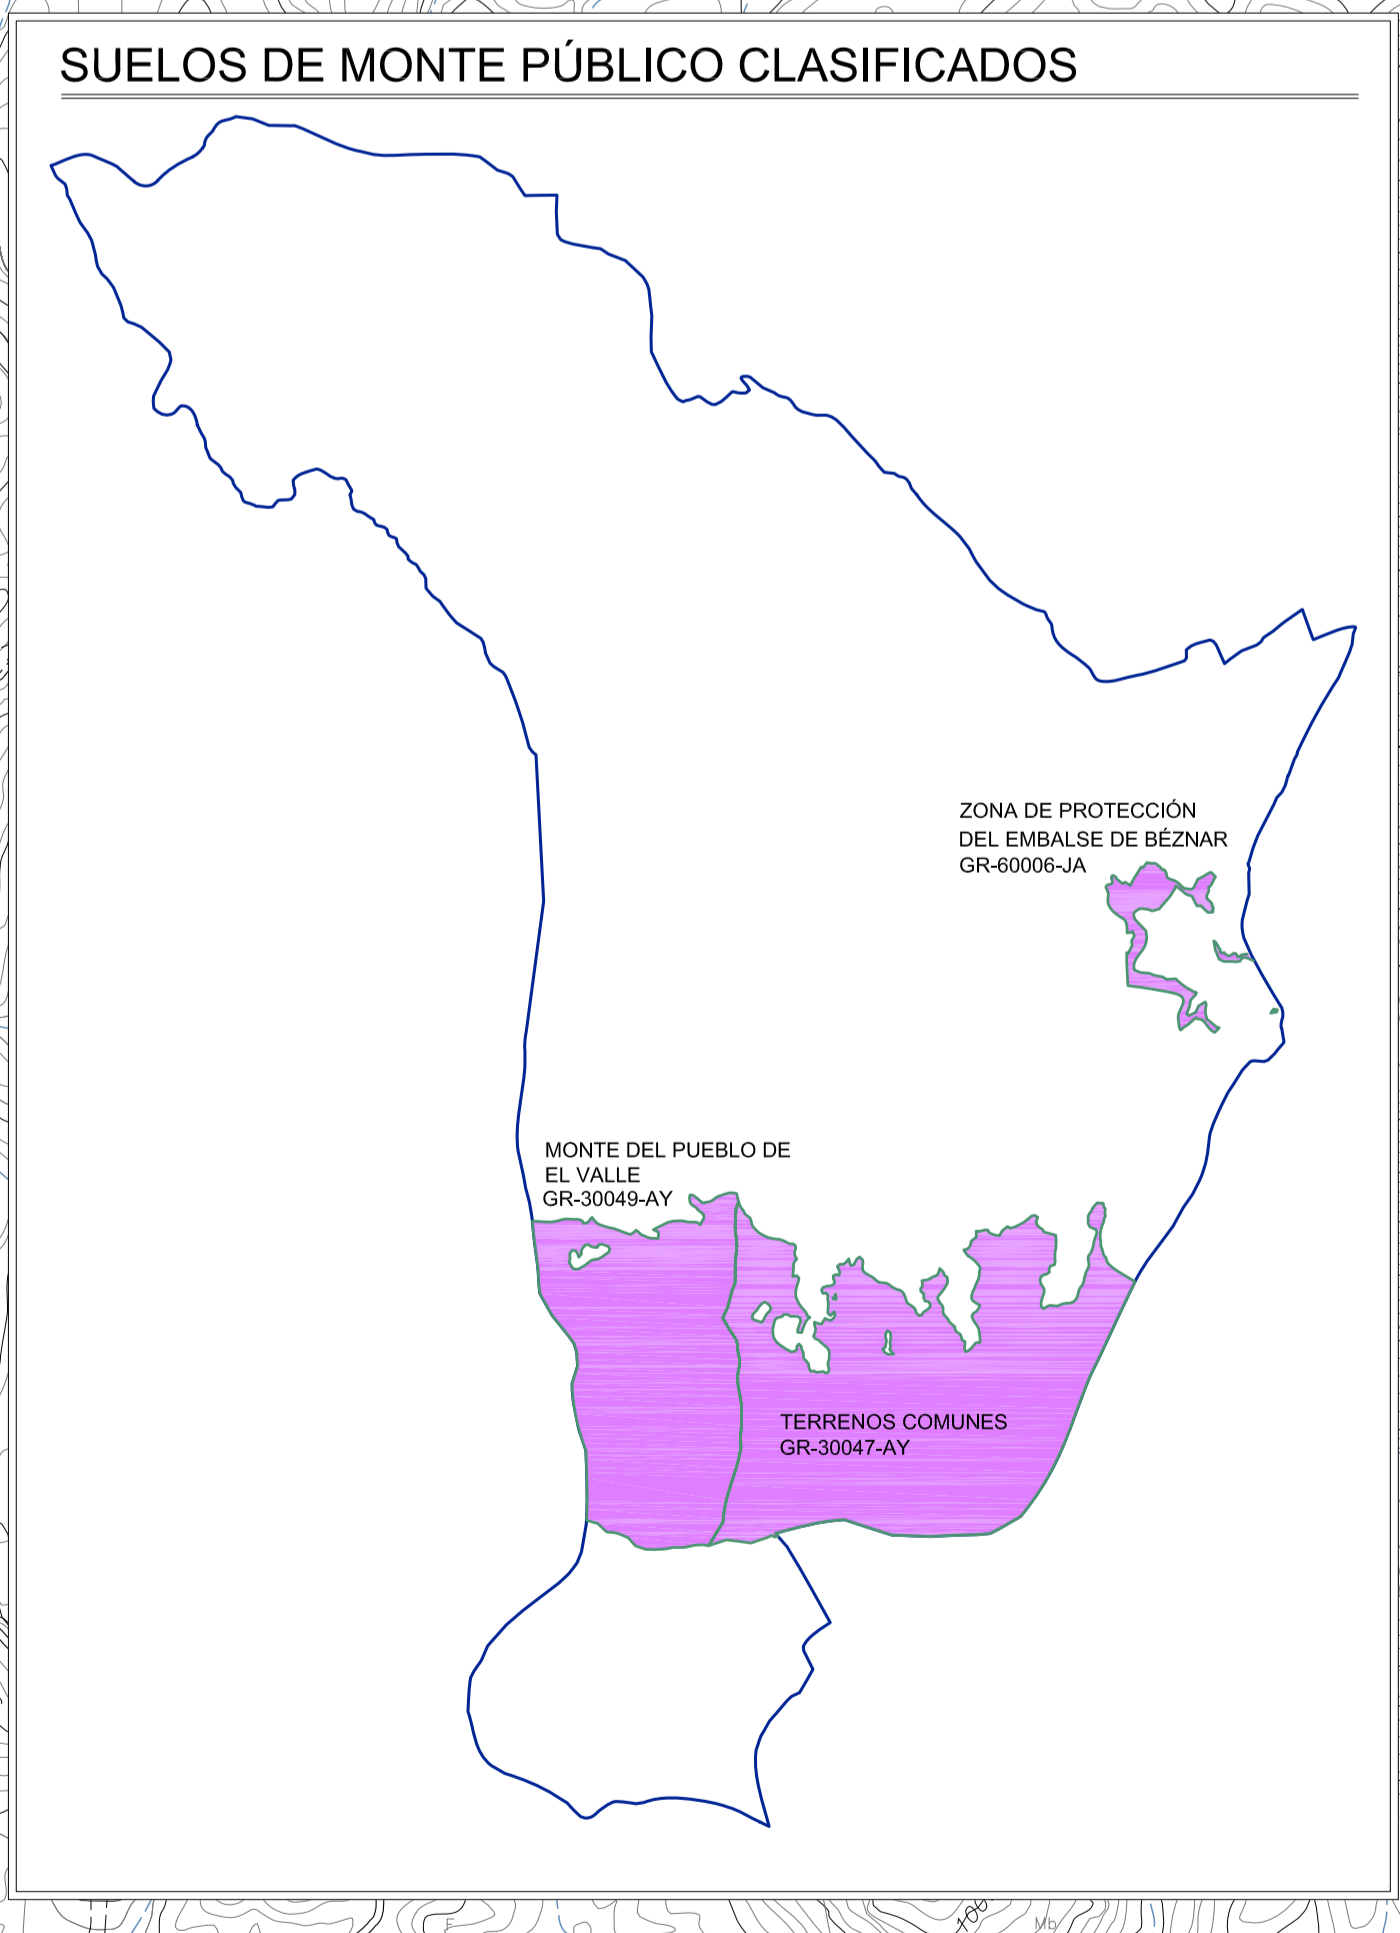 SUELOS DE MONTE PÚBLICO CLASIFICADOS
ZONA DE PROTECCIÓN
DEL EMBALSE DE BÉZNAR
GR-60006-JA
MONTE DEL PUEBLO DE
EL VALLE
GR-30049-AY
TERRENOS COMUNES
GR-30047-AY
Mb